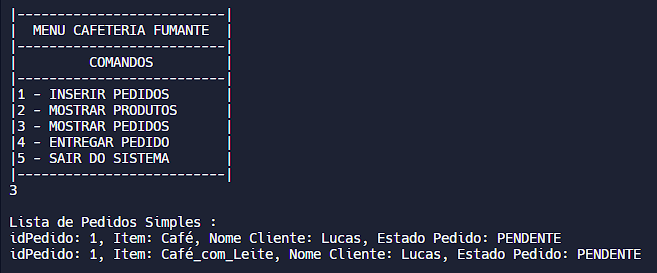 |--------------------------|
|  MENU CAFETERIA FUMANTE  |
|--------------------------|
|         COMANDOS         |
|--------------------------|
|1 - INSERIR PEDIDOS       |
|2 - MOSTRAR PRODUTOS      |
|3 - MOSTRAR PEDIDOS       |
|4 - ENTREGAR PEDIDO       |
|5 - SAIR DO SISTEMA       |
|--------------------------|
3
Lista de Pedidos Simples :
idPedido: 1, Item: Café, Nome Cliente: Lucas, Estado Pedido: PENDENTE
idPedido: 1, Item: Café_com_Leite, Nome Cliente: Lucas, Estado Pedido: PENDENTE